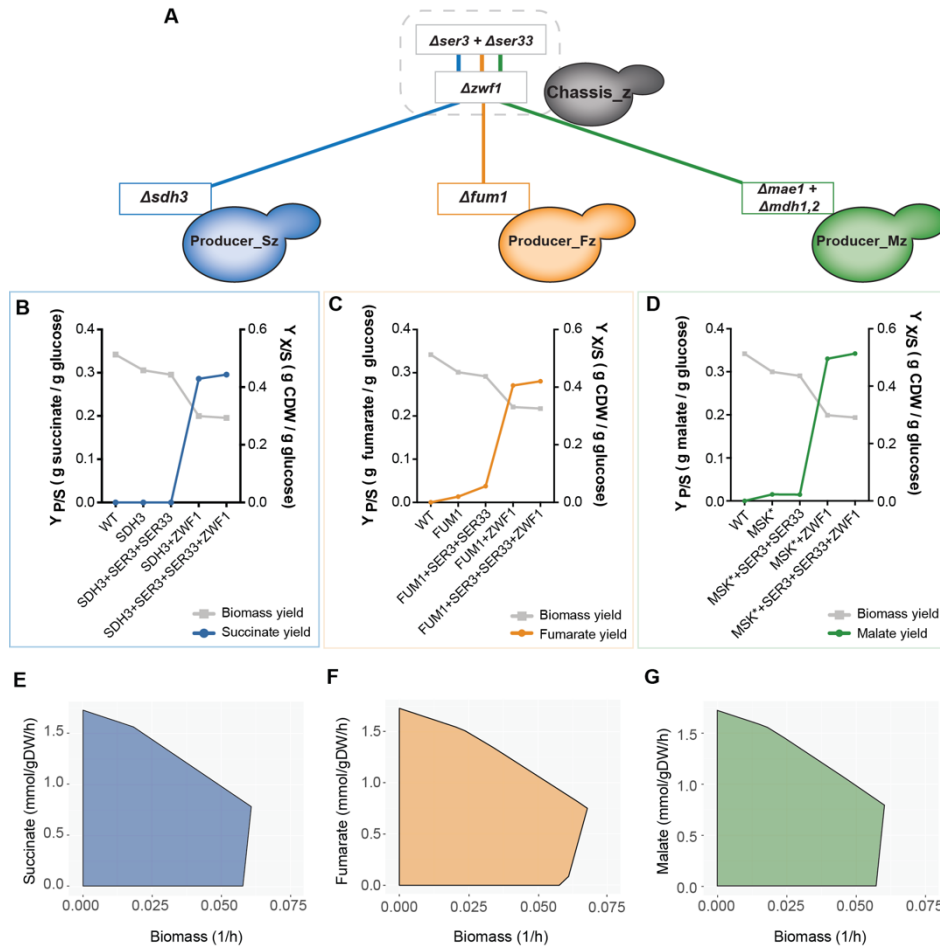 A
Δser3 + Δser33
Δzwf1
Chassis_z
Δsdh3
Δfum1
Δmae1 +
Δmdh1,2
Producer_Sz
Producer_Fz
Producer_Mz
B
Y P/S ( g succinate / g glucose)
0.4
0.3
0.2
0.1
0.0
0.6
0.4
0.2
0.0
Y X/S ( g CDW / g glucose)
WT
SDH3
SDH3+SER3+SER33
SDH3+ZWF1
SDH3+SER3+SER33+ZWF1
Biomass yield
Succinate yield
C
Y P/S ( g fumarate / g glucose)
0.4
0.3
0.2
0.1
0.0
0.6
0.4
0.2
0.0
Y X/S ( g CDW / g glucose)
WT
FUM1
FUM1+SER3+SER33
FUM1+ZWF1
FUM1+SER3+SER33+ZWF1
Biomass yield
Fumarate yield
D
Y P/S ( g malate / g glucose)
0.4
0.3
0.2
0.1
0.0
0.6
0.4
0.2
0.0
Y X/S ( g CDW / g glucose)
WT
MSK*
MSK*+SER3+SER33
MSK*+ZWF1
MSK*+SER3+SER33+ZWF1
Biomass yield
Malate yield
E
Succinate (mmol/gDW/h)
1.5
1.0
0.5
0.0
0.000 0.025 0.050 0.075
Biomass (1/h)
F
Fumarate (mmol/gDW/h)
1.5
1.0
0.5
0.0
0.000 0.025 0.050 0.075
Biomass (1/h)
G
Malate (mmol/gDW/h)
1.5
1.0
0.5
0.0
0.000 0.025 0.050 0.075
Biomass (1/h)